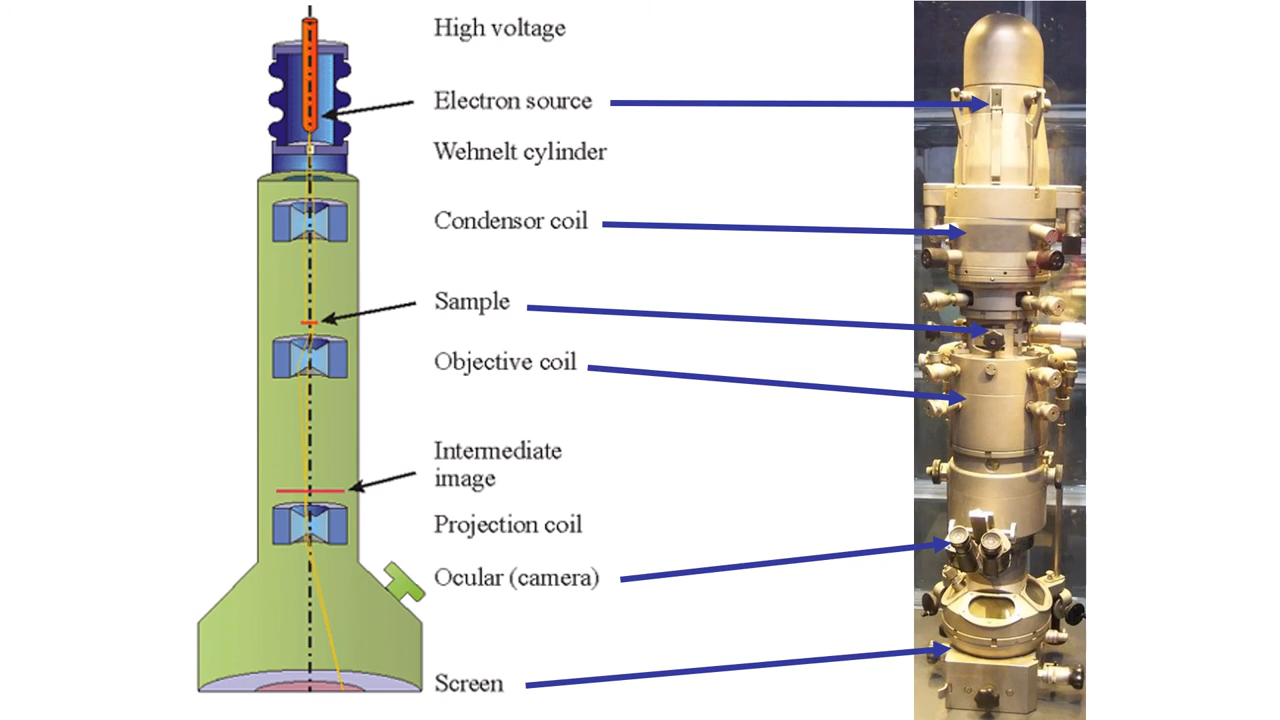 High voltage
Electron source
Wehnelt cylinder
Condensor coil
Sample
Objective coil
Intermediate
image
Projection coil
Ocular (camera)
Screen